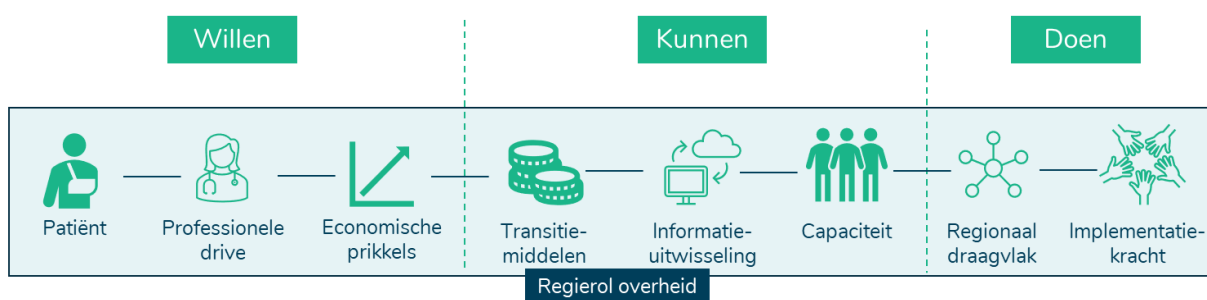 Willen
Kunnen
Doen
Patiënt
Professionele
drive
Economische
prikkels
Transitie-
middelen
Informatie-
uitwisseling
Capaciteit
Regionaal
draagvlak
Implementatie-
kracht
Regierol overheid